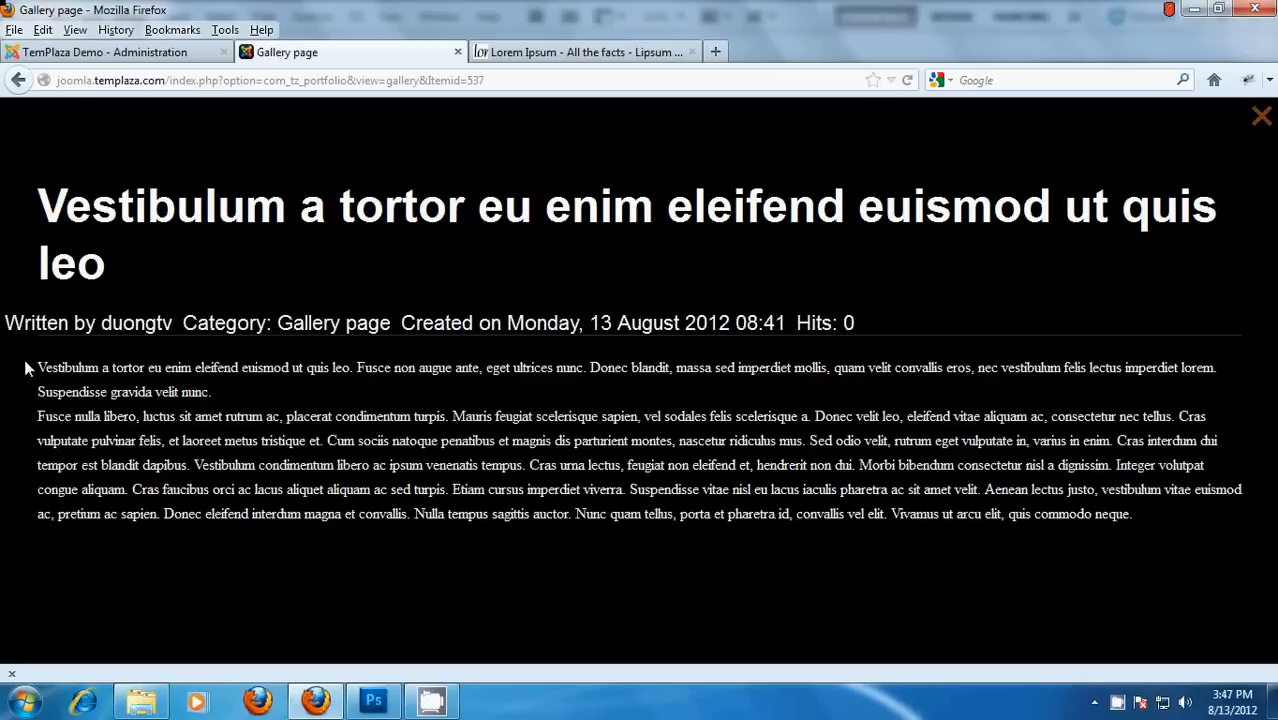 Gallery page - Mozilla Firefox
File Edit View History Bookmarks Tools Help
TemPlaza Demo - Administration Gallery page Lorem Ipsum - All the facts - Lipsum ...
joomla.templaza.com/index.php?option=com_tz_portfolio&view=gallery&Itemid=537 Google
Vestibulum a tortor eu enim eleifend euismod ut quis
leo
Written by duongtv Category: Gallery page Created on Monday, 13 August 2012 08:41 Hits: 0
Vestibulum a tortor eu enim eleifend euismod ut quis leo. Fusce non augue ante, eget ultrices nunc. Donec blandit, massa sed imperdiet mollis, quam velit convallis eros, nec vestibulum felis lectus imperdiet lorem.
Suspendisse gravida velit nunc.
Fusce nulla libero, luctus sit amet rutrum ac, placerat condimentum turpis. Mauris feugiat scelerisque sapien, vel sodales felis scelerisque a. Donec velit leo, eleifend vitae aliquam ac, consectetur nec tellus. Cras
vulputate pulvinar felis, et laoreet metus tristique et. Cum sociis natoque penatibus et magnis dis parturient montes, nascetur ridiculus mus. Sed odio velit, rutrum eget vulputate in, varius in enim. Cras interdum dui
tempor est blandit dapibus. Vestibulum condimentum libero ac ipsum venenatis tempus. Cras urna lectus, feugiat non eleifend et, hendrerit non dui. Morbi bibendum consectetur nisl a dignissim. Integer volutpat
congue aliquam. Cras faucibus orci ac lacus aliquet aliquam ac sed turpis. Etiam cursus imperdiet viverra. Suspendisse vitae nisl eu lacus iaculis pharetra ac sit amet velit. Aenean lectus justo, vestibulum vitae euismod
ac, pretium ac sapien. Donec eleifend interdum magna et convallis. Nulla tempus sagittis auctor. Nunc quam tellus, porta et pharetra id, convallis vel elit. Vivamus ut arcu elit, quis commodo neque.
Ps
3:47 PM
8/13/2012